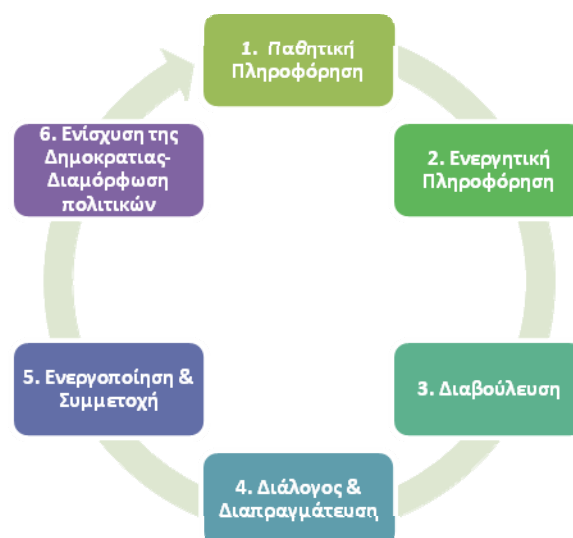 1. Παθητική
Πληροφόρηση
2. Ενεργητική
Πληροφόρηση
3. Διαβούλευση
4. Διάλογος &
Διαπραγμάτευση
5. Ενεργοποίηση &
Συμμετοχή
6. Ενίσχυση της
Δημοκρατιας-
Διαμόρφωση
πολιτικών